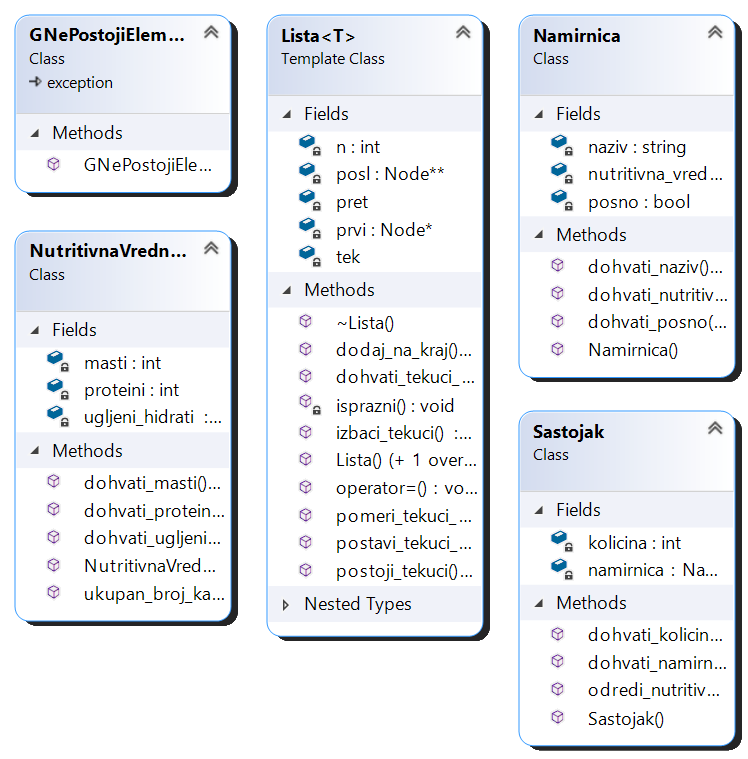 GNePostojiElem...
Class
exception
Methods
GNePostojiEle...
NutritivnaVredn...
Class
Fields
masti : int
proteini : int
ugljeni_hidrati :...
Methods
dohvati_masti()...
dohvati_protein...
dohvati_ugljeni...
NutritivnaVred...
ukupan_broj_ka...
Lista<T>
Template Class
Fields
n : int
posl : Node**
pret
prvi : Node*
tek
Methods
~Lista()
dodaj_na_kraj()...
dohvati_tekuci_...
isprazni() : void
izbaci_tekuci() :...
Lista() (+ 1 over...
operator=() : vo...
pomeri_tekuci_...
postavi_tekuci_...
postoji_tekuci()...
Nested Types
Namirnica
Class
Fields
naziv : string
nutritivna_vred...
posno : bool
Methods
dohvati_naziv()...
dohvati_nutritiv...
dohvati_posno(...
Namirnica()
Sastojak
Class
Fields
kolicina : int
namirnica : Na...
Methods
dohvati_kolicin...
dohvati_namirn...
odredi_nutritiv...
Sastojak()